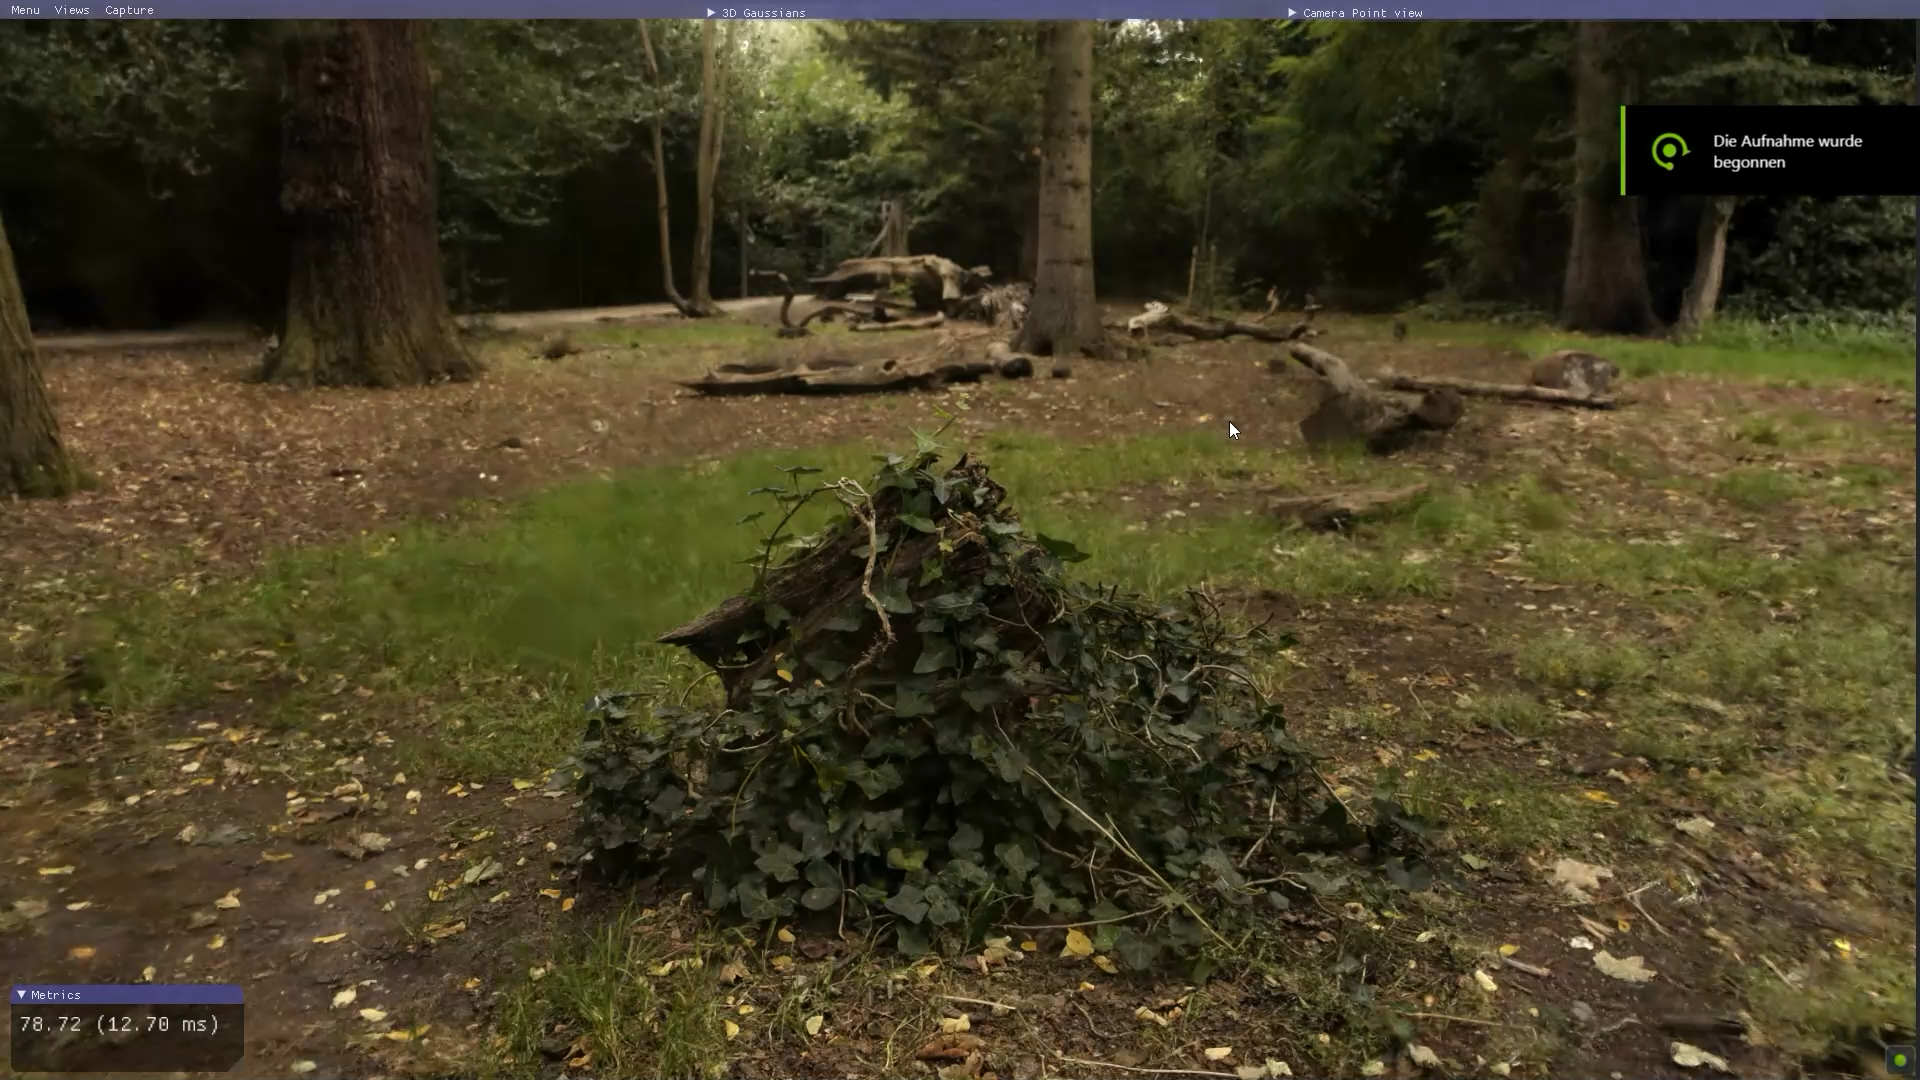 Menu Views Capture
▶ 3D Gaussians
▶ Camera Point view
Die Aufnahme wurde
begonnen
▼ Metrics
78.72 (12.70 ms)